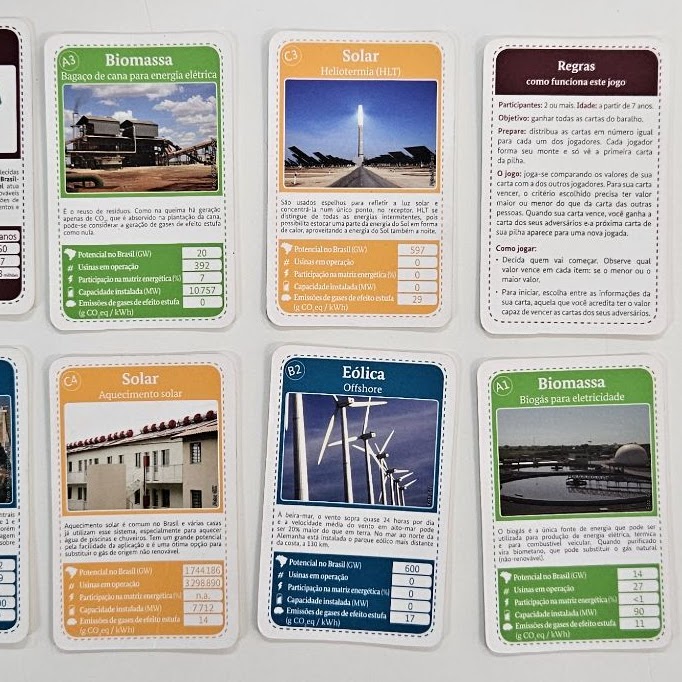 A3
Biomassa
Bagaço de cana para energia elétrica
É o reuso de resíduos. Como na queima há geração
apenas de CO₂, que é absorvido na plantação da cana,
pode-se considerar a geração de gases de efeito estufa
como nula.
Potencial no Brasil (GW) 20
Usinas em operação 392
Participação na matriz energética (%) 7
Capacidade instalada (MW) 10757
Emissões de gases de efeito estufa 0
(g CO₂eq / kWh)
C3
Solar
Heliotermia (HLT)
São usados espelhos para refletir a luz solar e
concentrá-la num único ponto, no receptor. HLT se
distingue de todas as energias intermitentes, pois
possibilita estocar uma parte da energia do Sol em forma
de calor, aproveitando a energia do Sol também a noite.
Potencial no Brasil (GW) 597
Usinas em operação 0
Participação na matriz energética (%) 0
Capacidade instalada (MW) 0
Emissões de gases de efeito estufa 29
(g CO₂eq / kWh)
Regras
como funciona este jogo
Participantes: 2 ou mais. Idade: a partir de 7 anos.
Objetivo: ganhar todas as cartas do baralho.
Prepare: distribua as cartas em número igual
para cada um dos jogadores. Cada jogador
forma seu monte e só vê a primeira carta
da pilha.
O jogo: joga-se comparando os valores de sua
carta com a dos outros jogadores. Para sua carta
vencer, o critério escolhido precisa ter valor
maior ou menor do que da carta das outras
pessoas. Quando sua carta vence, você ganha a
carta dos seus adversários e a próxima carta de
sua pilha aparece para uma nova jogada.
Como jogar:
• Decida quem vai começar. Observe qual
valor vence em cada item: se o menor ou o
maior valor.
• Para iniciar, escolha entre as informações da
sua carta, aquela que você acredita ter o valor
capaz de vencer as cartas dos seus adversários.
C4
Solar
Aquecimento solar
Aquecimento solar é comum no Brasil e várias casas
já utilizam esse sistema, especialmente para aquecer
água de piscinas e chuveiros. Tem um grande potencial
pela facilidade da aplicação e é uma ótima opção para
substituir o gás de origem não renovável.
Potencial no Brasil (GW) 1744.186
Usinas em operação 3298.890
Participação na matriz energética (%) n.a.
Capacidade instalada (MW) 7712
Emissões de gases de efeito estufa 14
(g CO₂eq / kWh)
B2
Eólica
Offshore
À beira-mar, o vento sopra quase 24 horas por dia
e a velocidade média do vento em alto-mar pode
ser 20% maior do que em terra. No mar ao norte da
Alemanha está instalado o parque eólico mais distante
da costa, a 130 km.
Potencial no Brasil (GW) 600
Usinas em operação 0
Participação na matriz energética (%) 0
Capacidade instalada (MW) 0
Emissões de gases de efeito estufa 17
(g CO₂eq / kWh)
A1
Biomassa
Biogás para eletricidade
O biogás é a única fonte de energia que pode ser
utilizada para produção de energia elétrica, térmica
e para combustível veicular. Quando purificado
vira biometano, que pode substituir o gás natural
(não-renovável).
Potencial no Brasil (GW) 14
Usinas em operação 27
Participação na matriz energética (%) <1
Capacidade instalada (MW) 90
Emissões de gases de efeito estufa 11
(g CO₂eq / kWh)